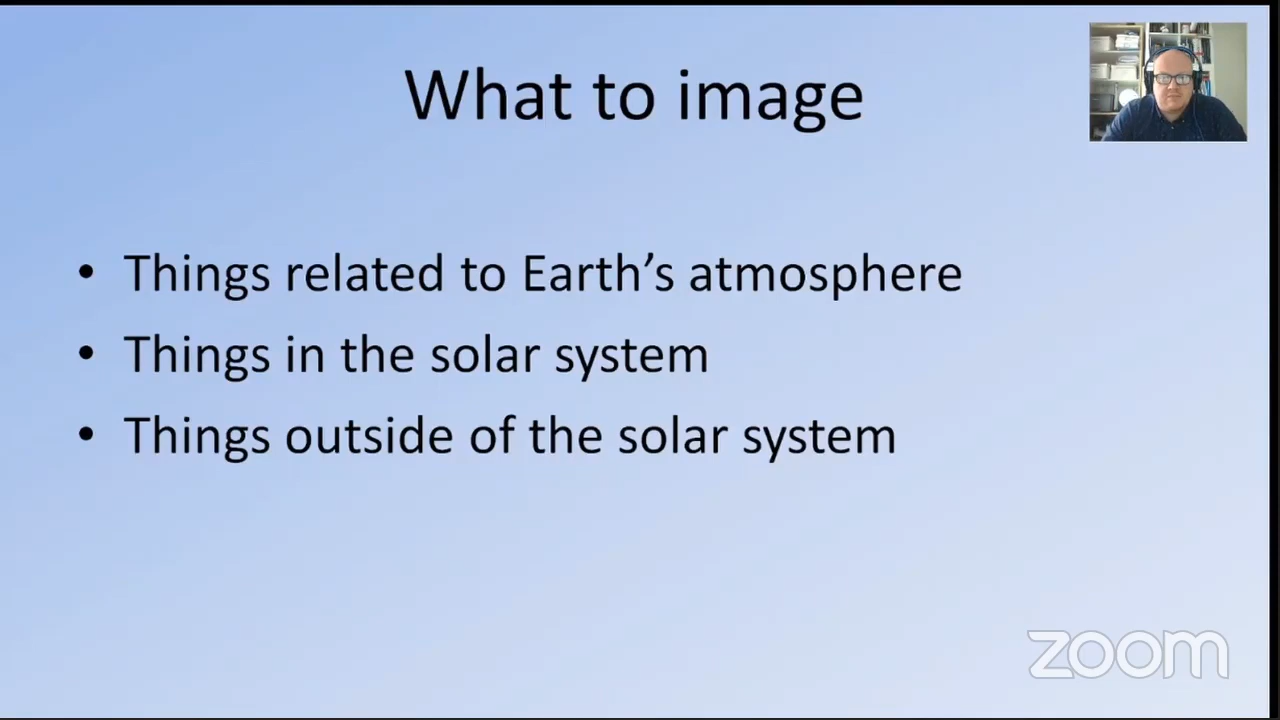 What to image
• Things related to Earth’s atmosphere
• Things in the solar system
• Things outside of the solar system
zoom